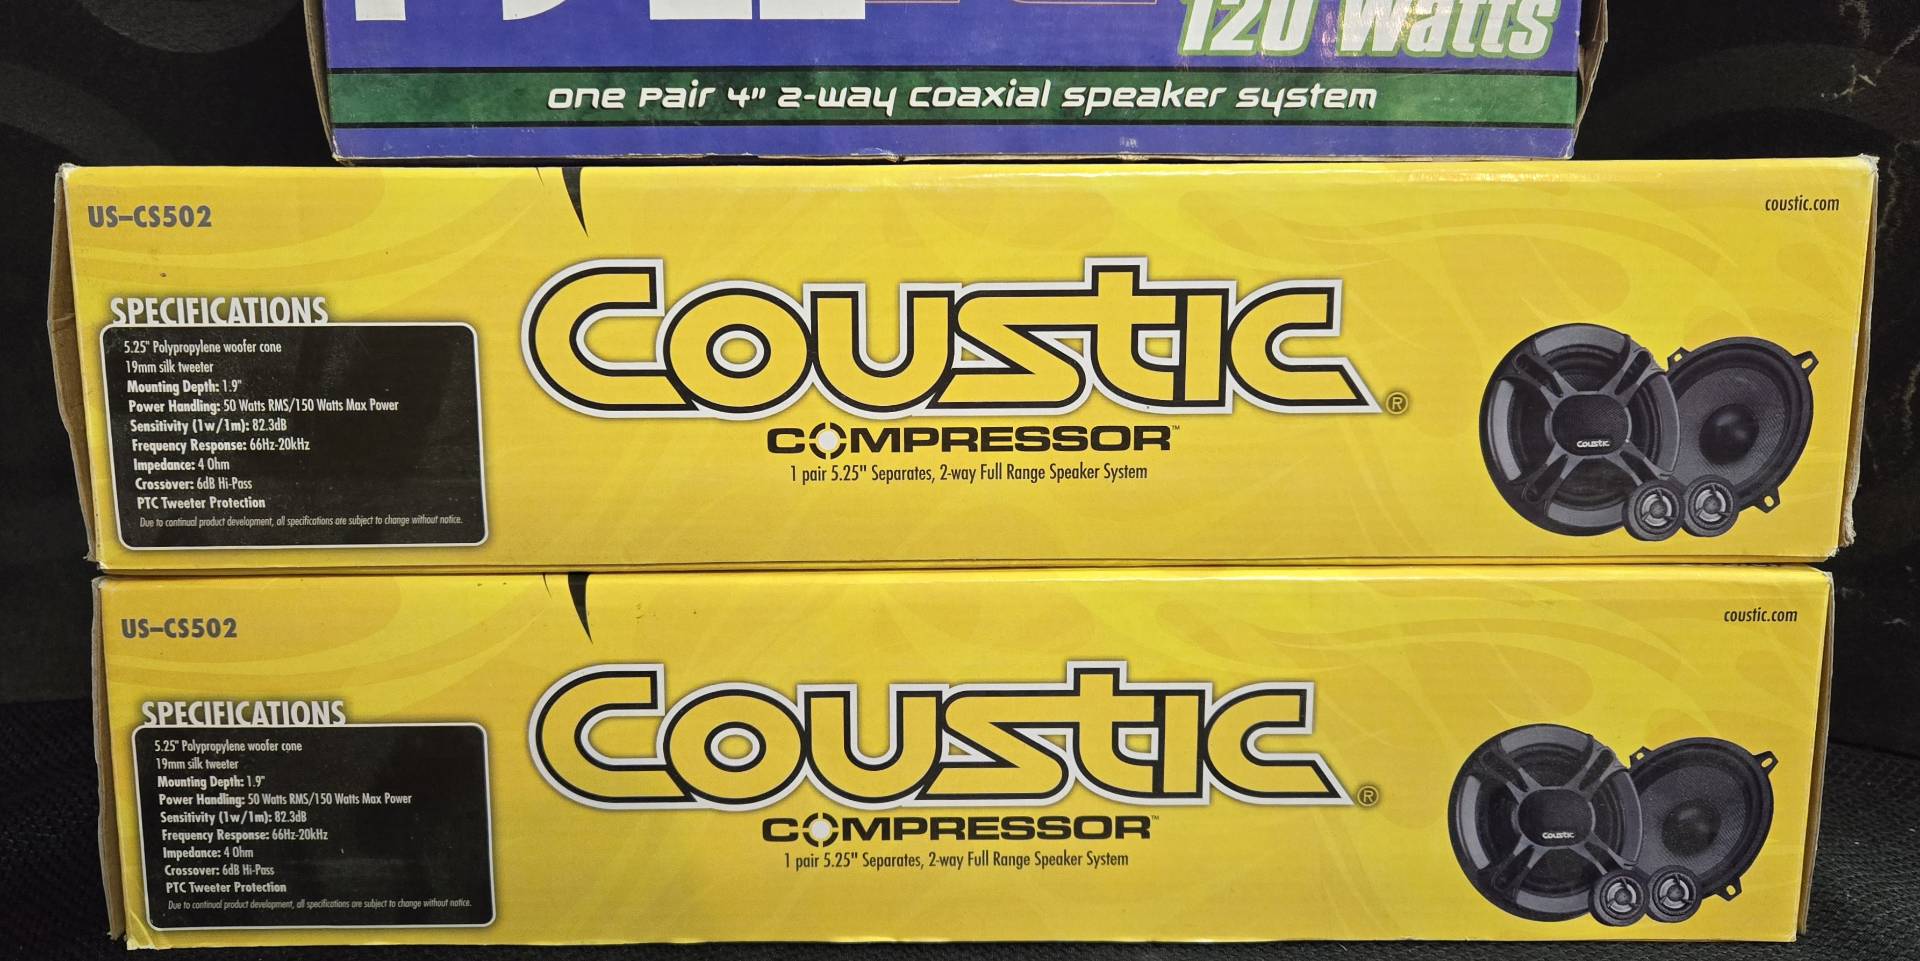 120 Watts
one pair 4" 2-way coaxial speaker system
US-CS502
coustic.com
SPECIFICATIONS
5.25" Polypropylene woofer cone
19mm silk tweeter
Mounting Depth: 1.9"
Power Handling: 50 Watts RMS/150 Watts Max Power
Sensitivity (1w/1m): 82.3dB
Frequency Response: 66Hz-20kHz
Impedance: 4 Ohm
Crossover: 6dB Hi-Pass
PTC Tweeter Protection
Due to continual product development, all specifications are subject to change without notice.
Coustic®
COMPRESSOR™
1 pair 5.25" Separates, 2-way Full Range Speaker System
Coustic
US-CS502
coustic.com
SPECIFICATIONS
5.25" Polypropylene woofer cone
19mm silk tweeter
Mounting Depth: 1.9"
Power Handling: 50 Watts RMS/150 Watts Max Power
Sensitivity (1w/1m): 82.3dB
Frequency Response: 66Hz-20kHz
Impedance: 4 Ohm
Crossover: 6dB Hi-Pass
PTC Tweeter Protection
Due to continual product development, all specifications are subject to change without notice.
Coustic®
COMPRESSOR™
1 pair 5.25" Separates, 2-way Full Range Speaker System
Coustic